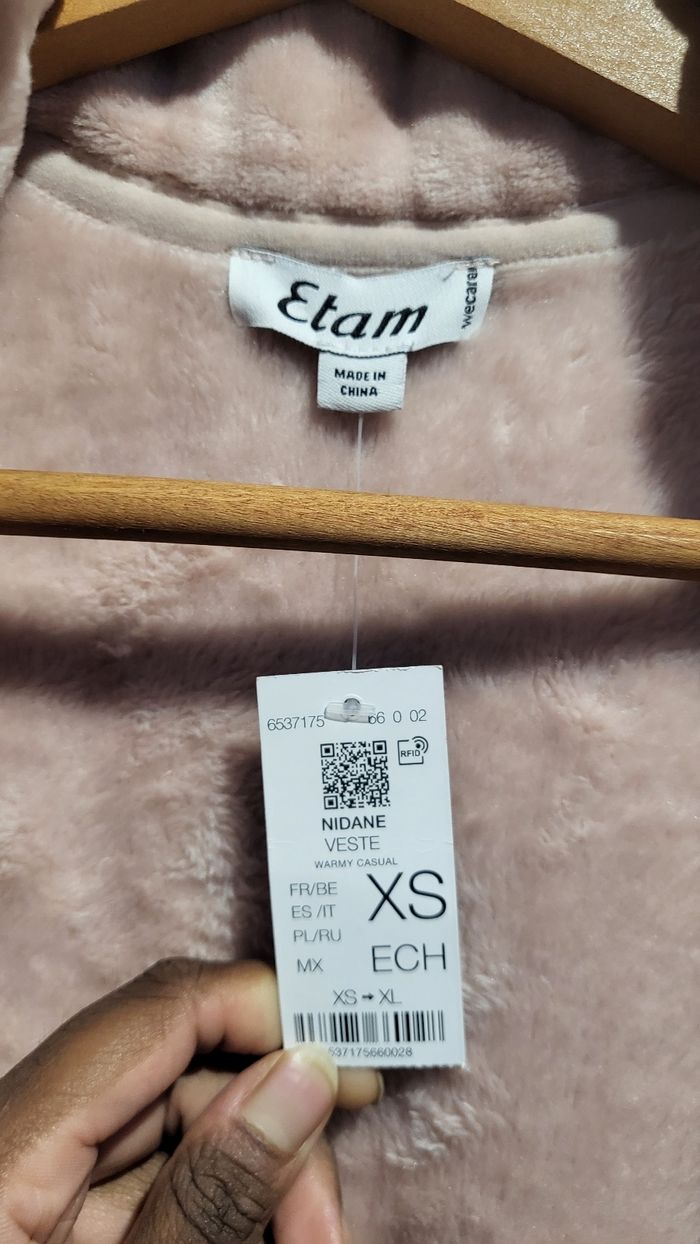 Etam
wecare
MADE IN
CHINA
6537175 66 0 02
RFID
NIDANE
VESTE
WARMY CASUAL
FR/BE
ES /IT
PL/RU
XS
MX
ECH
XS ➡ XL
537175660028